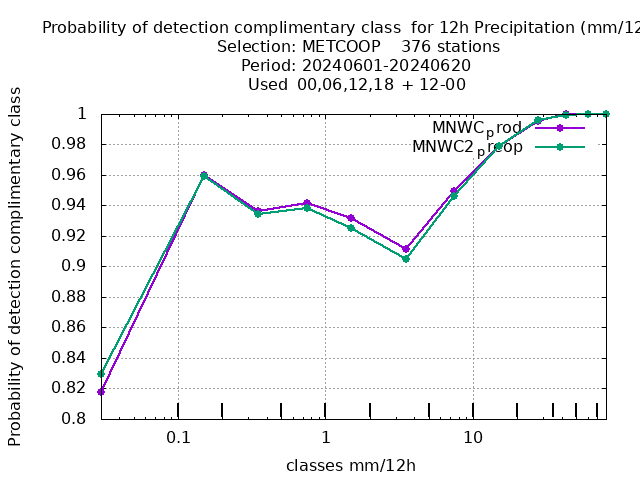 Probability of detection complimentary class  for 12h Precipitation (mm/12
Selection: METCOOP    376 stations
Period: 20240601-20240620
Used  00,06,12,18 + 12-00
Probability of detection complimentary class
1
0.98
0.96
0.94
0.92
0.9
0.88
0.86
0.84
0.82
0.8
MNWC_prod
MNWC2_preop
0.1
1
10
classes mm/12h